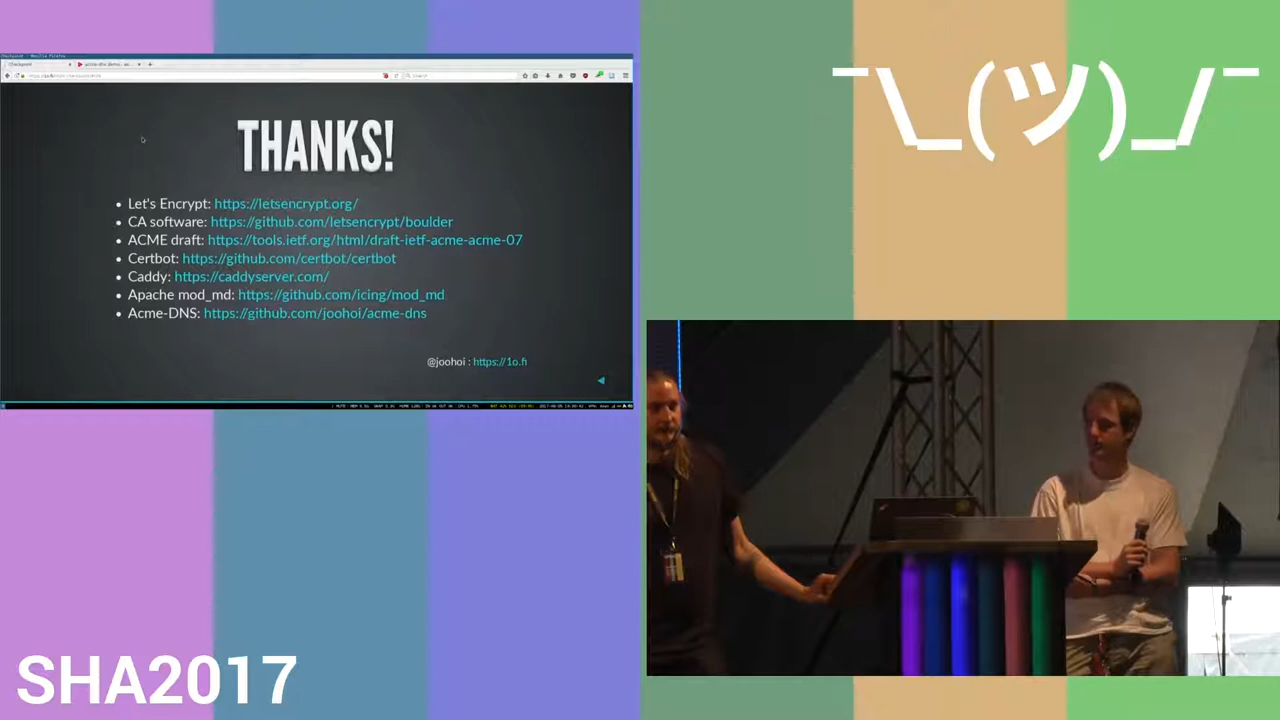 THANKS!
Let's Encrypt: https://letsencrypt.org/
CA software: https://github.com/letsencrypt/boulder
ACME draft: https://tools.ietf.org/html/draft-ietf-acme-acme-07
Certbot: https://github.com/certbot/certbot
Caddy: https://caddyserver.com/
Apache mod_md: https://github.com/icing/mod_md
Acme-DNS: https://github.com/joohoi/acme-dns
@joohoi : https://1o.fi
¯\_(ツ)_/¯
SHA2017